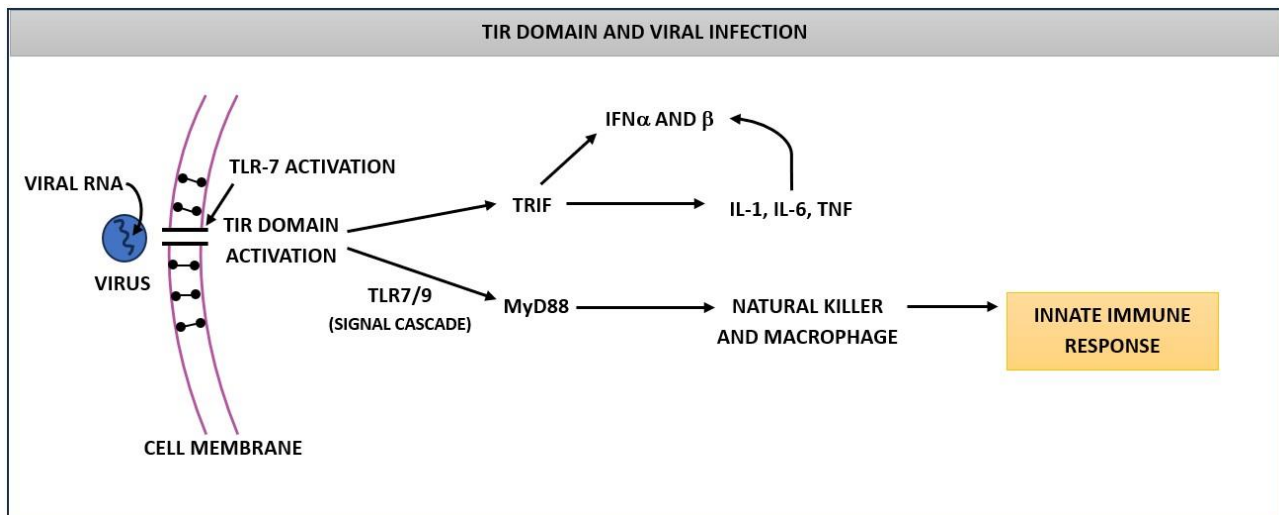 TIR DOMAIN AND VIRAL INFECTION
IFNα AND β
TLR-7 ACTIVATION
VIRAL RNA
TRIF
IL-1, IL-6, TNF
TIR DOMAIN
ACTIVATION
VIRUS
TLR7/9
(SIGNAL CASCADE)
MyD88
NATURAL KILLER
AND MACROPHAGE
INNATE IMMUNE
RESPONSE
CELL MEMBRANE